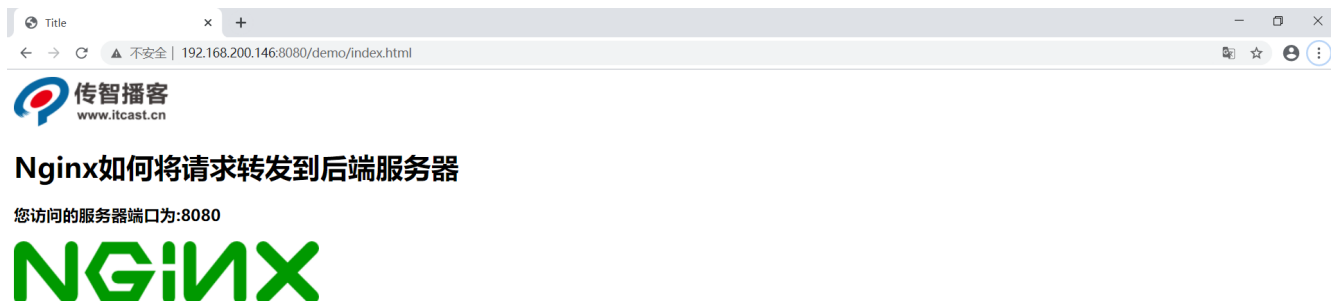 Title
不安全 | 192.168.200.146:8080/demo/index.html
传智播客
www.itcast.cn
Nginx如何将请求转发到后端服务器
您访问的服务器端口为:8080
NGiNX